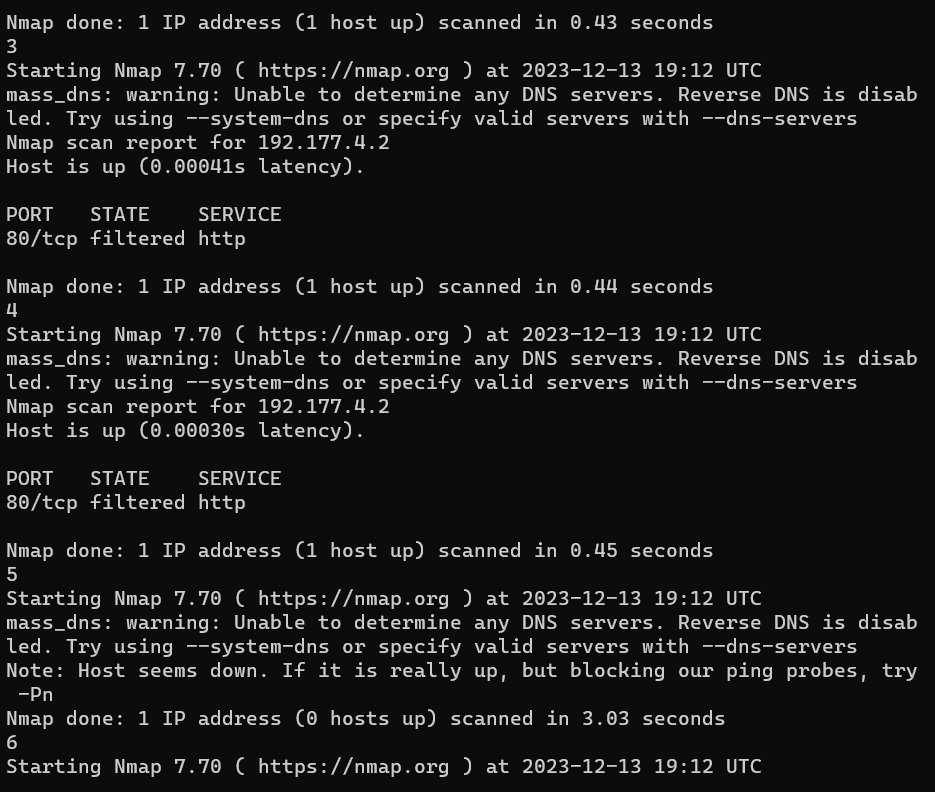 Nmap done: 1 IP address (1 host up) scanned in 0.43 seconds
3
Starting Nmap 7.70 ( https://nmap.org ) at 2023-12-13 19:12 UTC
mass_dns: warning: Unable to determine any DNS servers. Reverse DNS is disab
led. Try using --system-dns or specify valid servers with --dns-servers
Nmap scan report for 192.177.4.2
Host is up (0.00041s latency).

PORT   STATE    SERVICE
80/tcp filtered http

Nmap done: 1 IP address (1 host up) scanned in 0.44 seconds
4
Starting Nmap 7.70 ( https://nmap.org ) at 2023-12-13 19:12 UTC
mass_dns: warning: Unable to determine any DNS servers. Reverse DNS is disab
led. Try using --system-dns or specify valid servers with --dns-servers
Nmap scan report for 192.177.4.2
Host is up (0.00030s latency).

PORT   STATE    SERVICE
80/tcp filtered http

Nmap done: 1 IP address (1 host up) scanned in 0.45 seconds
5
Starting Nmap 7.70 ( https://nmap.org ) at 2023-12-13 19:12 UTC
mass_dns: warning: Unable to determine any DNS servers. Reverse DNS is disab
led. Try using --system-dns or specify valid servers with --dns-servers
Note: Host seems down. If it is really up, but blocking our ping probes, try
 -Pn
Nmap done: 1 IP address (0 hosts up) scanned in 3.03 seconds
6
Starting Nmap 7.70 ( https://nmap.org ) at 2023-12-13 19:12 UTC